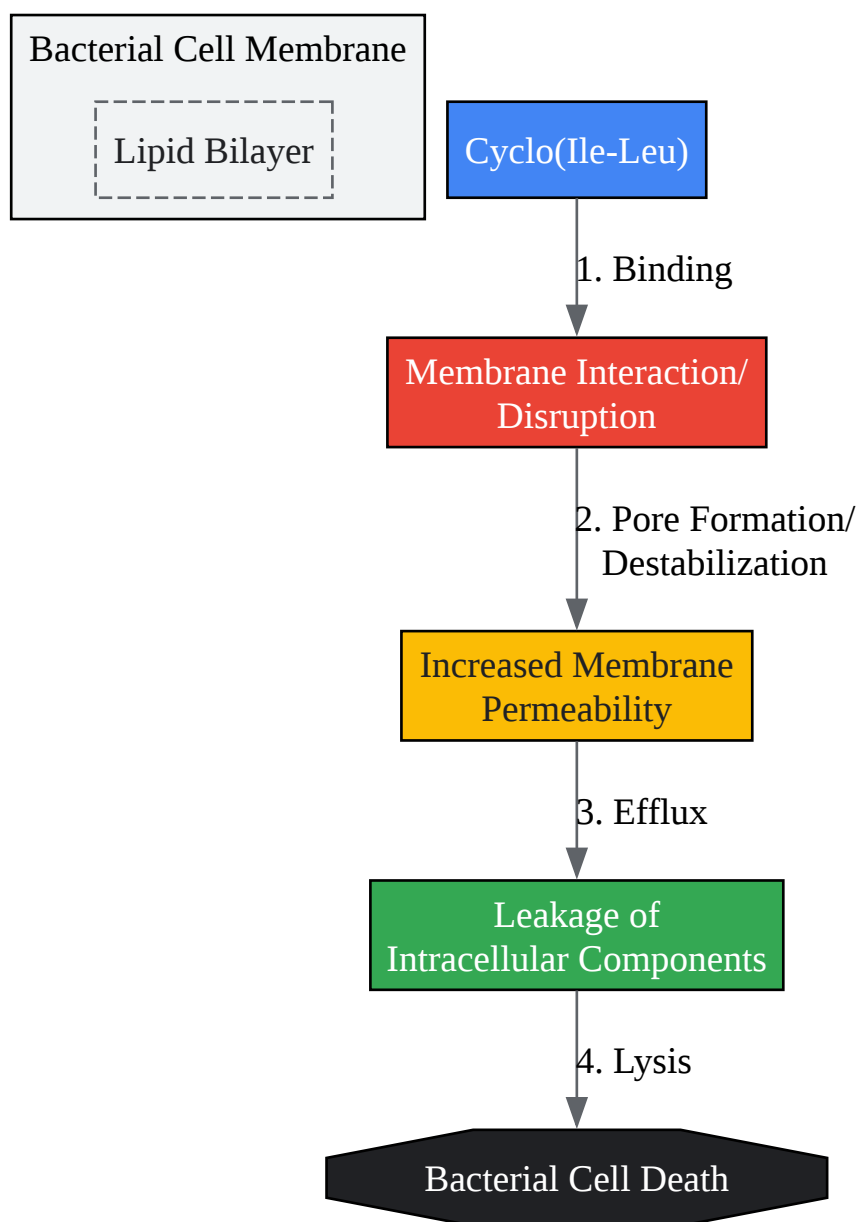 Bacterial Cell Membrane
Lipid Bilayer
Cyclo(Ile-Leu)
1. Binding
Membrane Interaction/
Disruption
2. Pore Formation/
Destabilization
Increased Membrane
Permeability
3. Efflux
Leakage of
Intracellular Components
4. Lysis
Bacterial Cell Death